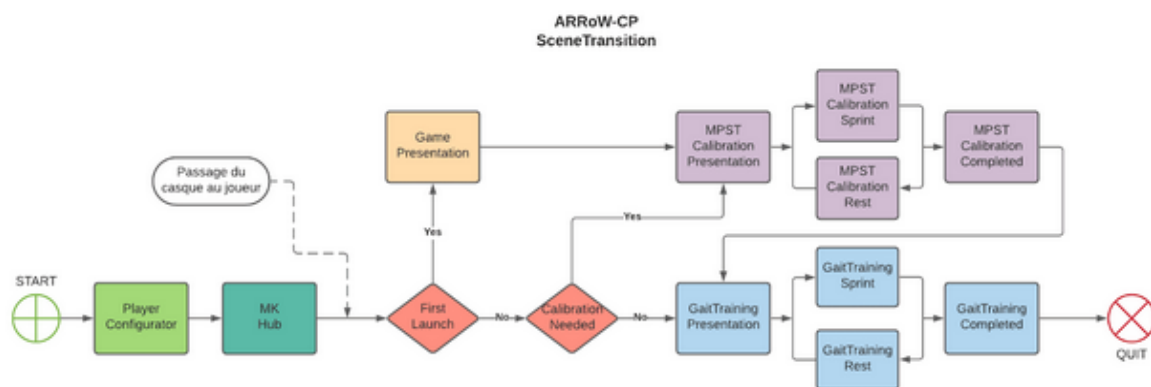 ARRoW-CP
SceneTransition
MPST
Calibration
Sprint
Game
Presentation
MPST
Calibration
Presentation
MPST
Calibration
Completed
Passage du
casque au joueur
MPST
Calibration
Rest
Yes
Yes
START
Player
Configurator
MK
Hub
First
Launch
No
Calibration
Needed
No
GaitTraining
Presentation
GaitTraining
Sprint
GaitTraining
Rest
GaitTraining
Completed
QUIT